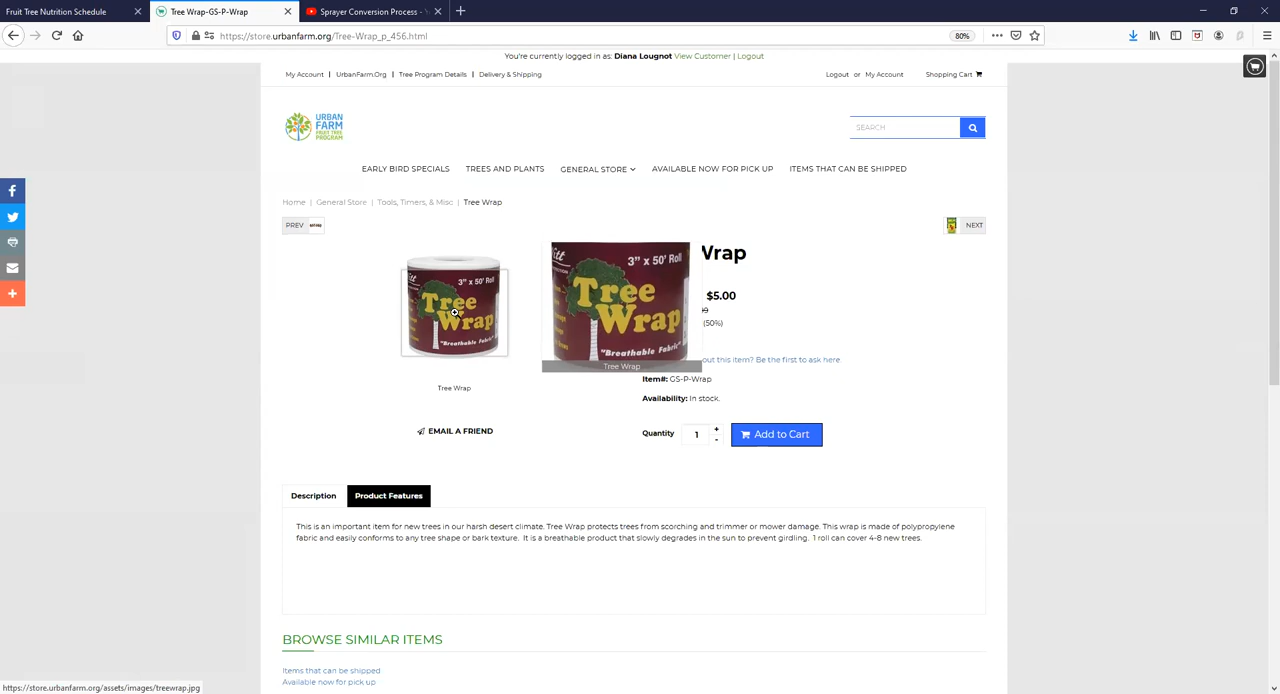 Fruit Tree Nutrition Schedule
Tree Wrap-GS-P-Wrap
Sprayer Conversion Process -
https://store.urbanfarm.org/Tree-Wrap_p_456.html
80%
You're currently logged in as: Diana Lougnot View Customer | Logout
My Account | UrbanFarm.Org | Tree Program Details | Delivery & Shipping
Logout or My Account Shopping Cart
URBAN
FARM
FRUIT TREE
PROGRAM
SEARCH
EARLY BIRD SPECIALS TREES AND PLANTS GENERAL STORE AVAILABLE NOW FOR PICK UP ITEMS THAT CAN BE SHIPPED
Home | General Store | Tools, Timers, & Misc | Tree Wrap
PREV
NEXT
Wrap
3" x 50' Roll
Tree
Wrap
"Breathable Fabric"
itt
3" x 50' Roll
Tree
Wrap
"Breathable Fabric"
Tree Wrap
$5.00
(50%)
out this item? Be the first to ask here.
Item#: GS-P-Wrap
Tree Wrap
Availability: In stock.
EMAIL A FRIEND
Quantity 1 + - Add to Cart
Description Product Features
This is an important item for new trees in our harsh desert climate. Tree Wrap protects trees from scorching and trimmer or mower damage. This wrap is made of polypropylene
fabric and easily conforms to any tree shape or bark texture. It is a breathable product that slowly degrades in the sun to prevent girdling. 1 roll can cover 4-8 new trees.
BROWSE SIMILAR ITEMS
Items that can be shipped
Available now for pick up
https://store.urbanfarm.org/assets/images/treewrap.jpg